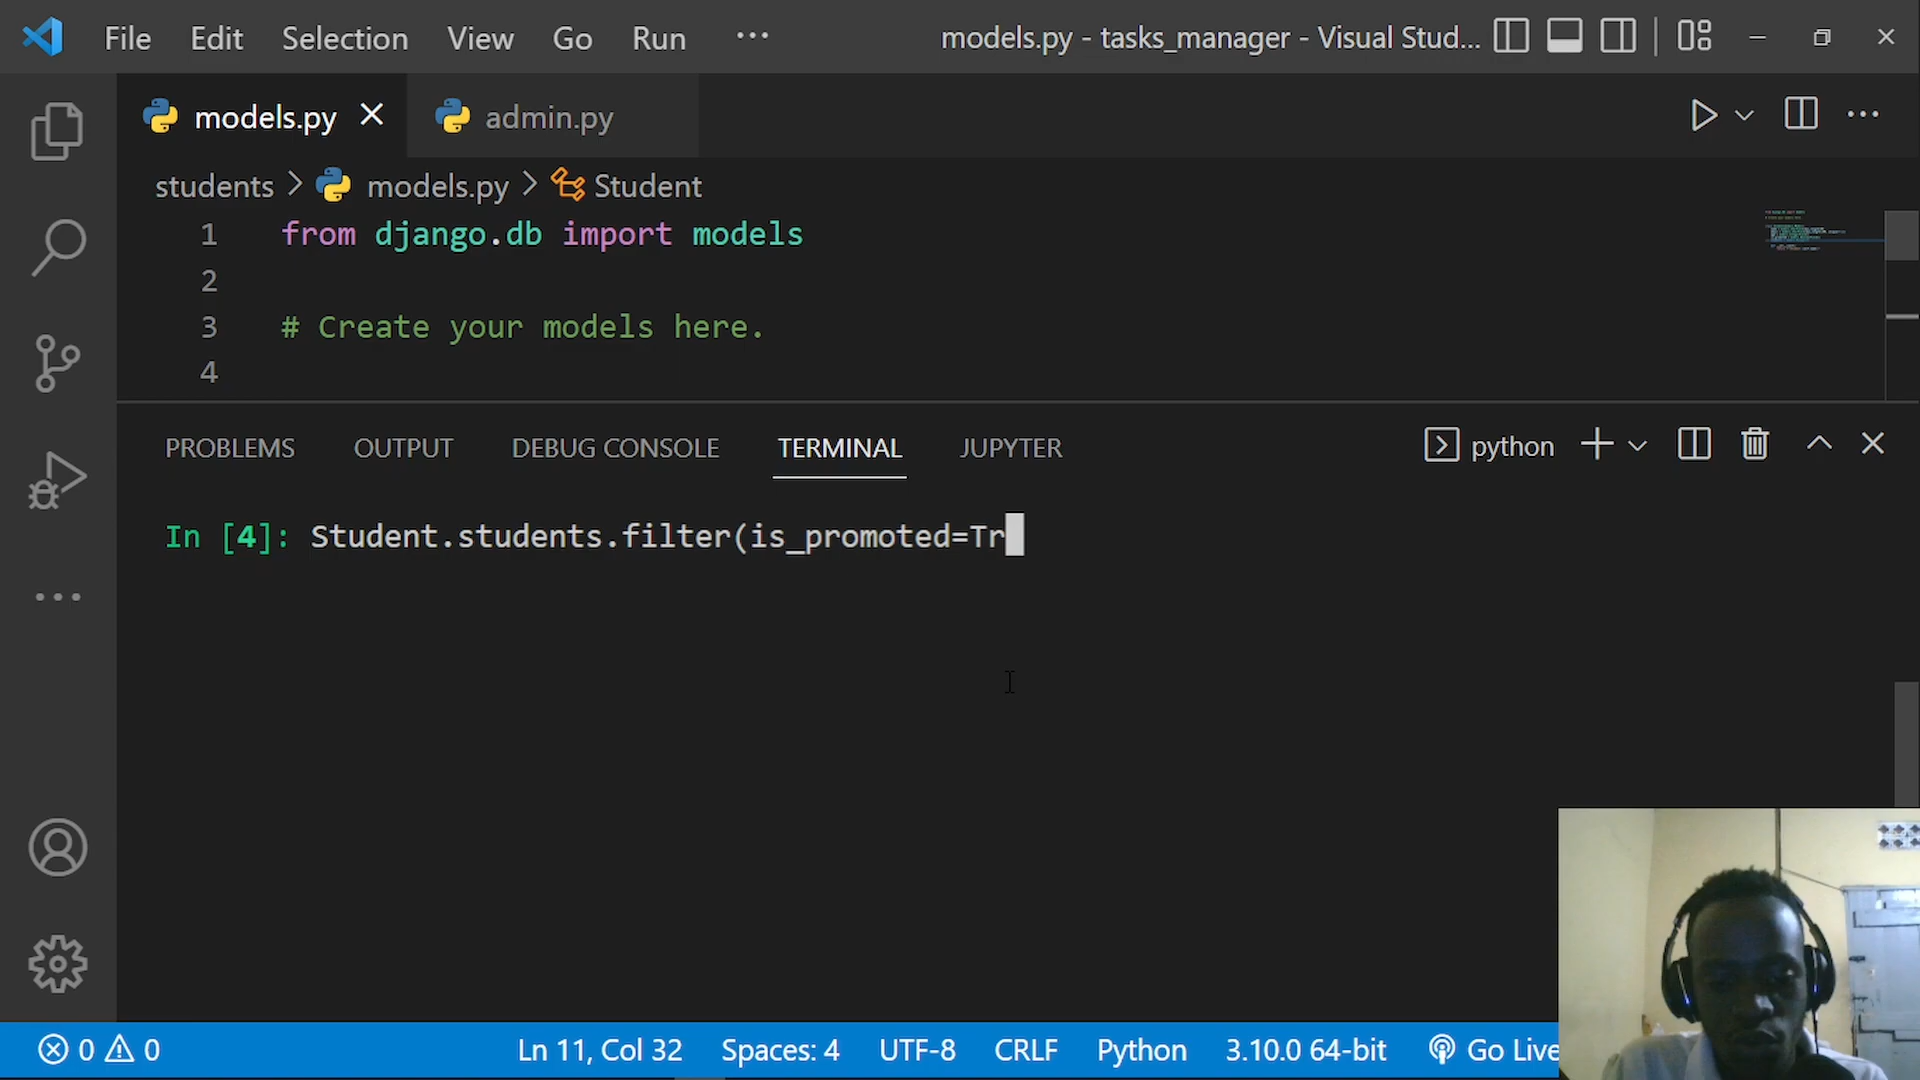 File Edit Selection View Go Run ··· models.py - tasks_manager - Visual Stud...
models.py admin.py
students > models.py > Student
1 from django.db import models
2
3 # Create your models here.
4
PROBLEMS OUTPUT DEBUG CONSOLE TERMINAL JUPYTER python
In [4]: Student.students.filter(is_promoted=Tr
0 0 Ln 11, Col 32 Spaces: 4 UTF-8 CRLF Python 3.10.0 64-bit Go Live